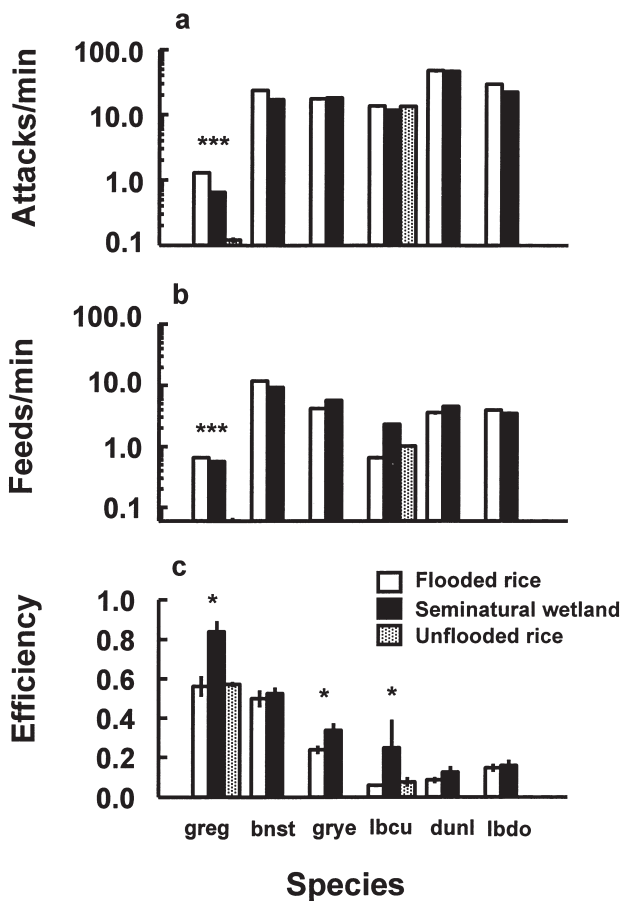 a
Attacks/min
100.0
10.0
1.0
0.1
***
b
Feeds/min
100.0
10.0
1.0
0.1
***
c
Efficiency
1.0
0.8
0.6
0.4
0.2
0.0
*
*
*
Flooded rice
Seminatural wetland
Unflooded rice
greg bnst grye lbcu dunl lbdo
Species